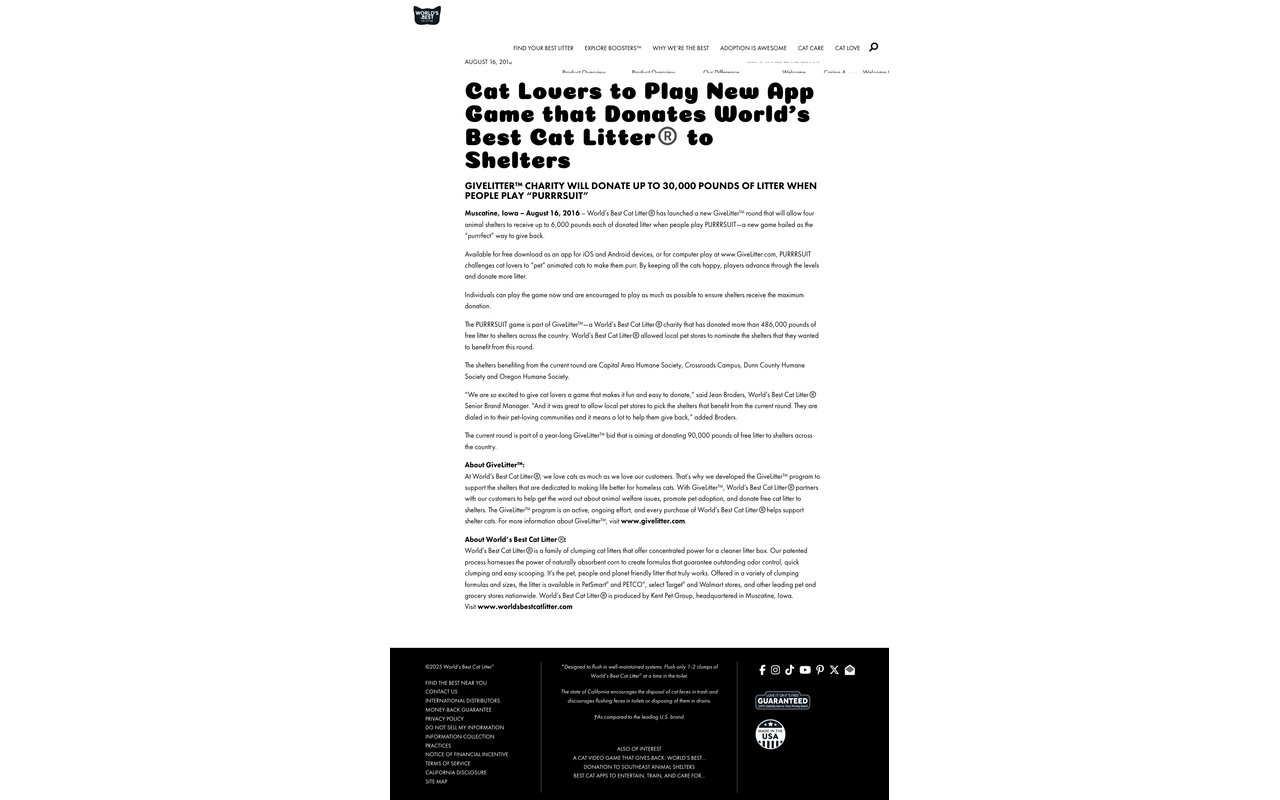 WORLD'S BEST
FIND YOUR BEST LITTER EXPLORE BOOSTERS™ WHY WE'RE THE BEST ADOPTION IS AWESOME CAT CARE CAT LOVE
AUGUST 16, 201
Product Overview Product Overview Our Difference Welcome Caring A Welcome
Cat Lovers to Play New App
Game that Donates World’s
Best Cat Litter® to
Shelters
GIVELITTER™ CHARITY WILL DONATE UP TO 30,000 POUNDS OF LITTER WHEN
PEOPLE PLAY “PURRRSUIT”
Muscatine, Iowa – August 16, 2016 – World’s Best Cat Litter® has launched a new GiveLitter™ round that will allow four
animal shelters to receive up to 6,000 pounds each of donated litter when people play PURRRSUIT—a new game hailed as the
“purrrfect” way to give back.
Available for free download as an app for iOS and Android devices, or for computer play at www.GiveLitter.com, PURRRSUIT
challenges cat lovers to “pet” animated cats to make them purr. By keeping all the cats happy, players advance through the levels
and donate more litter.
Individuals can play the game now and are encouraged to play as much as possible to ensure shelters receive the maximum
donation.
The PURRRSUIT game is part of GiveLitter™—a World’s Best Cat Litter® charity that has donated more than 486,000 pounds of
free litter to shelters across the country. World’s Best Cat Litter® allowed local pet stores to nominate the shelters that they wanted
to benefit from this round.
The shelters benefiting from the current round are Capital Area Humane Society, Crossroads Campus, Dunn County Humane
Society and Oregon Humane Society.
“We are so excited to give cat lovers a game that makes it fun and easy to donate,” said Jean Broders, World’s Best Cat Litter®
Senior Brand Manager. “And it was great to allow local pet stores to pick the shelters that benefit from the current round. They are
dialed in to their pet-loving communities and it means a lot to help them give back,” added Broders.
The current round is part of a year-long GiveLitter™ bid that is aiming at donating 90,000 pounds of free litter to shelters across
the country.
About GiveLitter™:
At World’s Best Cat Litter®, we love cats as much as we love our customers. That’s why we developed the GiveLitter™ program to
support the shelters that are dedicated to making life better for homeless cats. With GiveLitter™, World’s Best Cat Litter® partners
with our customers to help get the word out about animal welfare issues, promote pet adoption, and donate free cat litter to
shelters. The GiveLitter™ program is an active, ongoing effort, and every purchase of World’s Best Cat Litter® helps support
shelter cats. For more information about GiveLitter™, visit www.givelitter.com.
About World’s Best Cat Litter®:
World’s Best Cat Litter® is a family of clumping cat litters that offer concentrated power for a cleaner litter box. Our patented
process harnesses the power of naturally absorbent corn to create formulas that guarantee outstanding odor control, quick
clumping and easy scooping. It’s the pet, people and planet friendly litter that truly works. Offered in a variety of clumping
formulas and sizes, the litter is available in PetSmart® and PETCO®, select Target® and Walmart stores, and other leading pet and
grocery stores nationwide. World’s Best Cat Litter® is produced by Kent Pet Group, headquartered in Muscatine, Iowa.
Visit www.worldsbestcatlitter.com
©2025 World’s Best Cat Litter®
FIND THE BEST NEAR YOU
CONTACT US
INTERNATIONAL DISTRIBUTORS
MONEY-BACK GUARANTEE
PRIVACY POLICY
DO NOT SELL MY INFORMATION
INFORMATION COLLECTION
PRACTICES
NOTICE OF FINANCIAL INCENTIVE
TERMS OF SERVICE
CALIFORNIA DISCLOSURE
SITE MAP
*Designed to flush in well-maintained systems. Flush only 1-2 clumps of
World’s Best Cat Litter® at a time in the toilet.
The state of California encourages the disposal of cat feces in trash and
discourages flushing feces in toilets or disposing of them in drains.
‡As compared to the leading U.S. brand.
ALSO OF INTEREST
A CAT VIDEO GAME THAT GIVES BACK: WORLD’S BEST…
DONATION TO SOUTHEAST ANIMAL SHELTERS
BEST CAT APPS TO ENTERTAIN, TRAIN, AND CARE FOR…
LOVE IT OR IT'S FREE
GUARANTEED
100% Satisfaction or Your Money Back!
MADE IN THE
USA